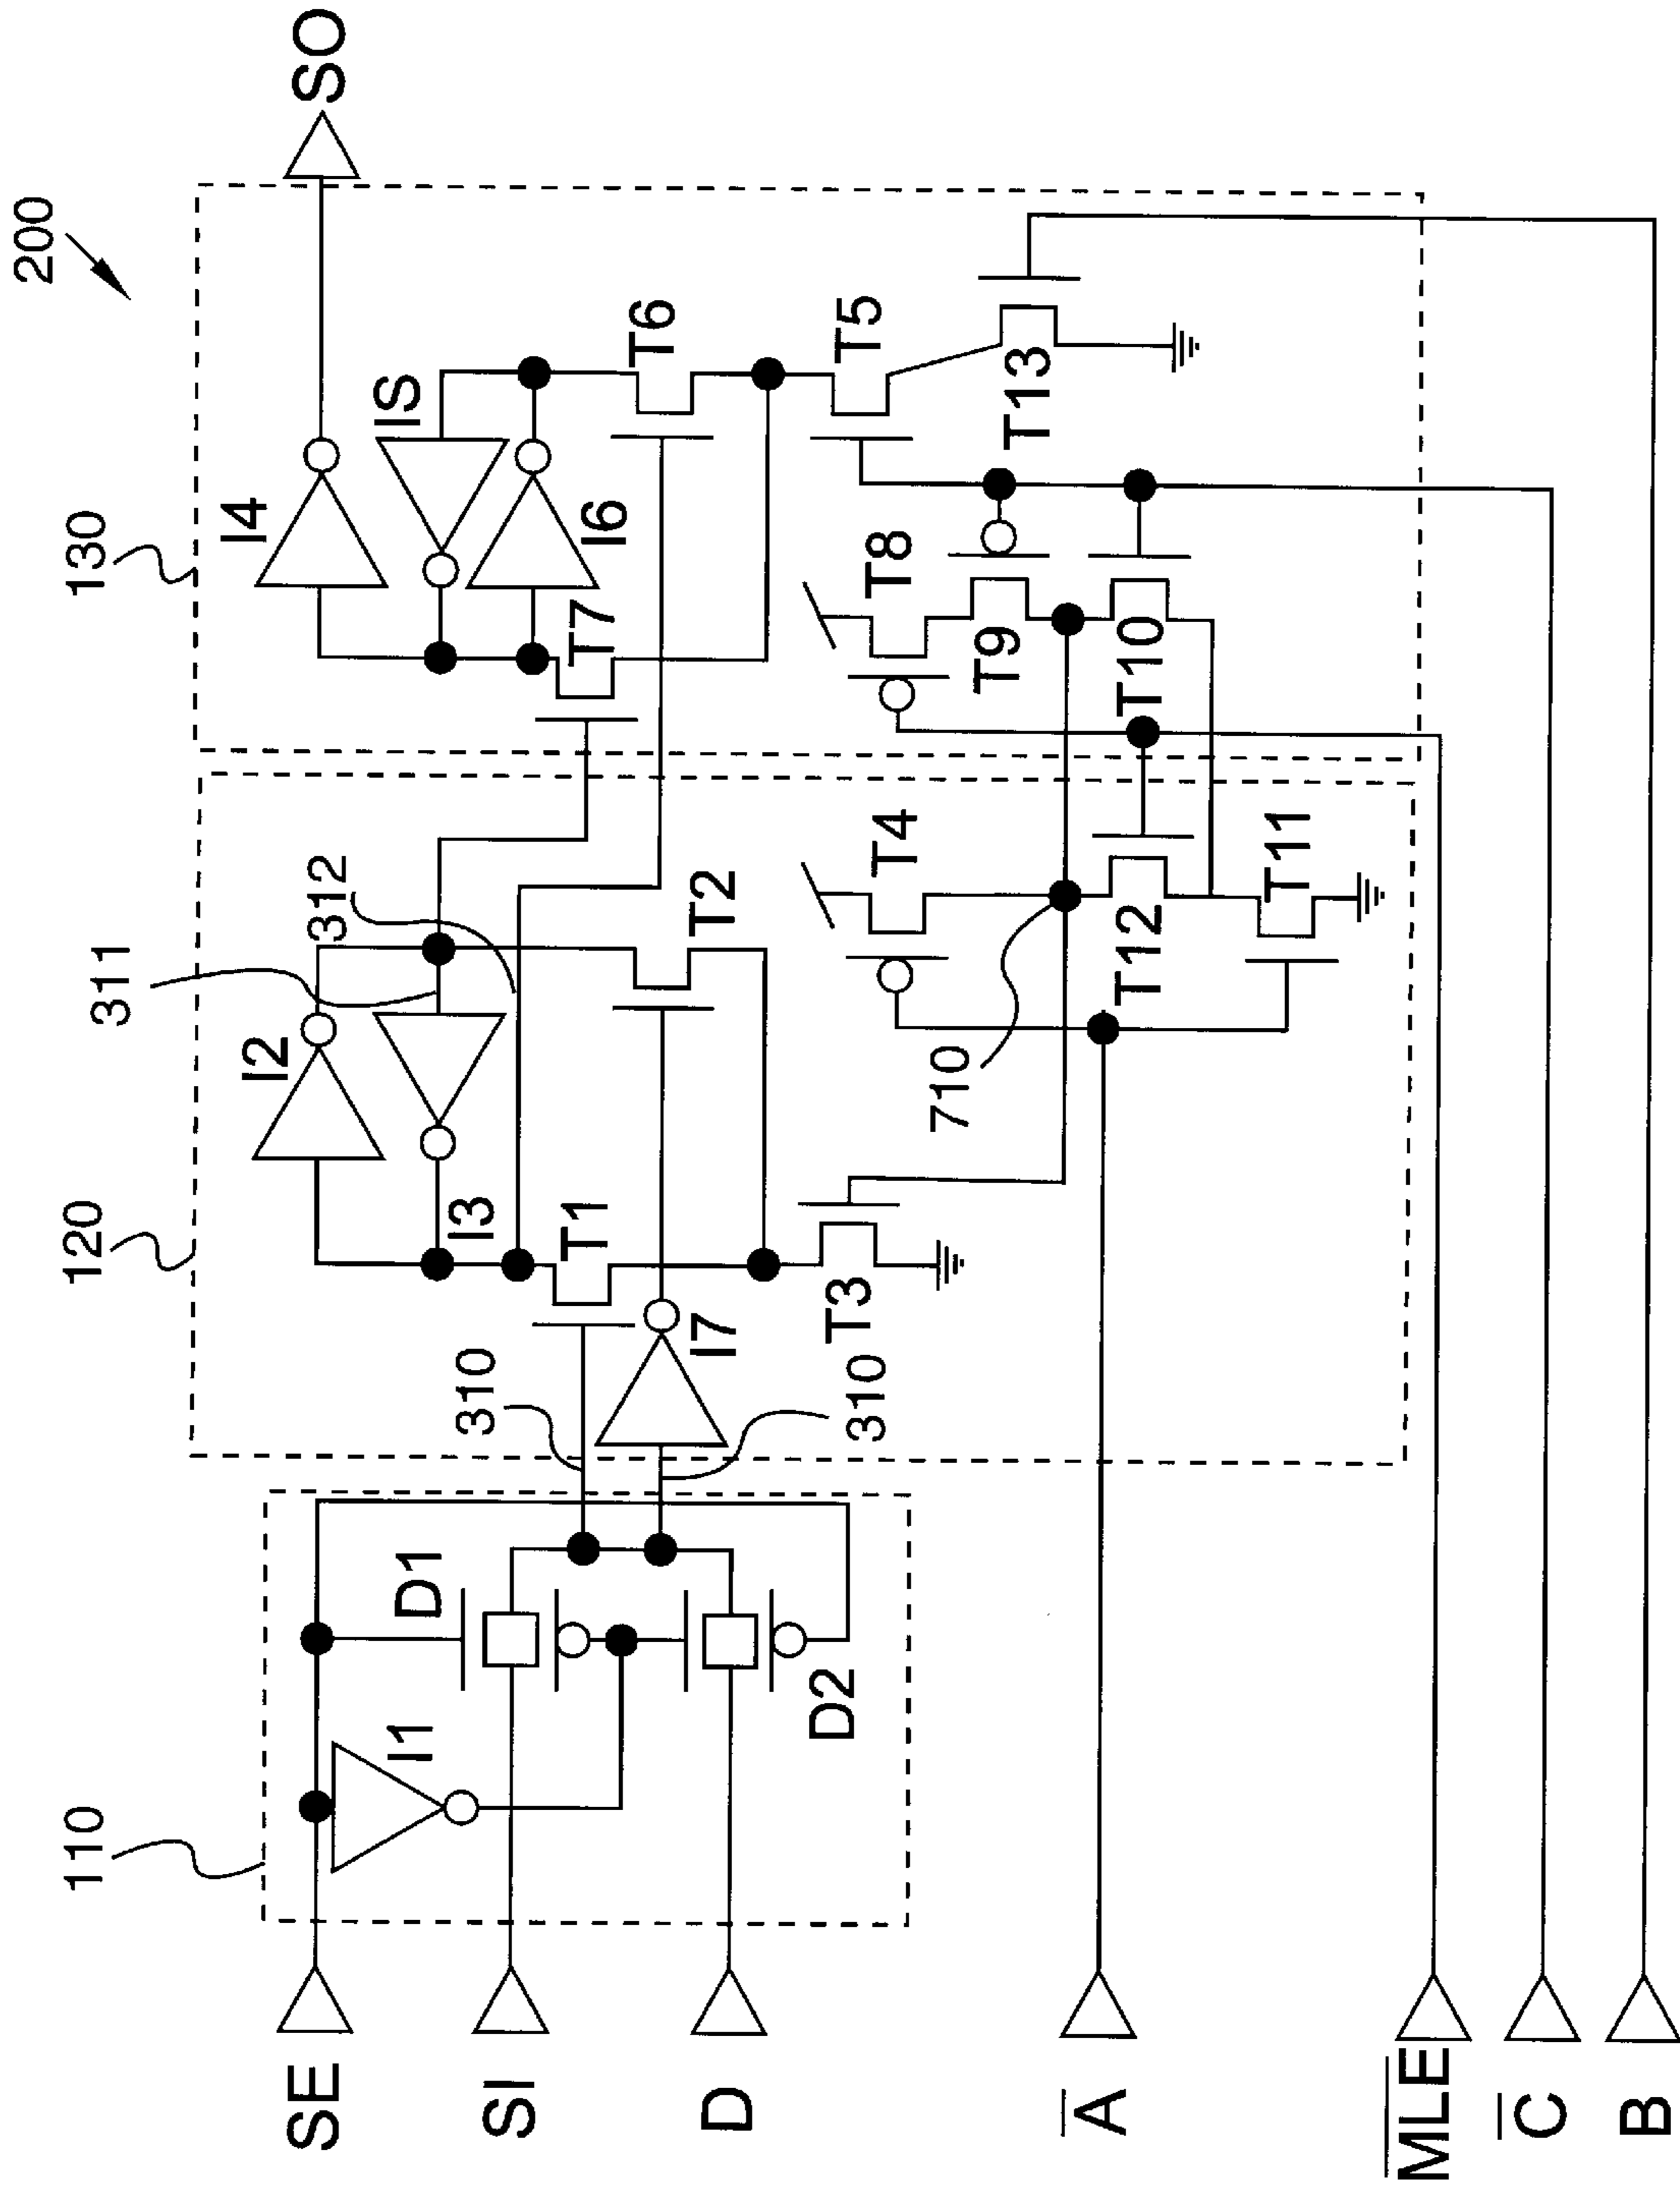 200
110
120
130
SE
SI
D
A̅
M̅L̅E̅
C̅
B
SO
I1
D1
D2
310
310
I7
I2
I3
311
312
T1
T2
T3
T4
710
T12
T11
I4
IS
I6
T7
T6
T5
T8
T9
T10
T13